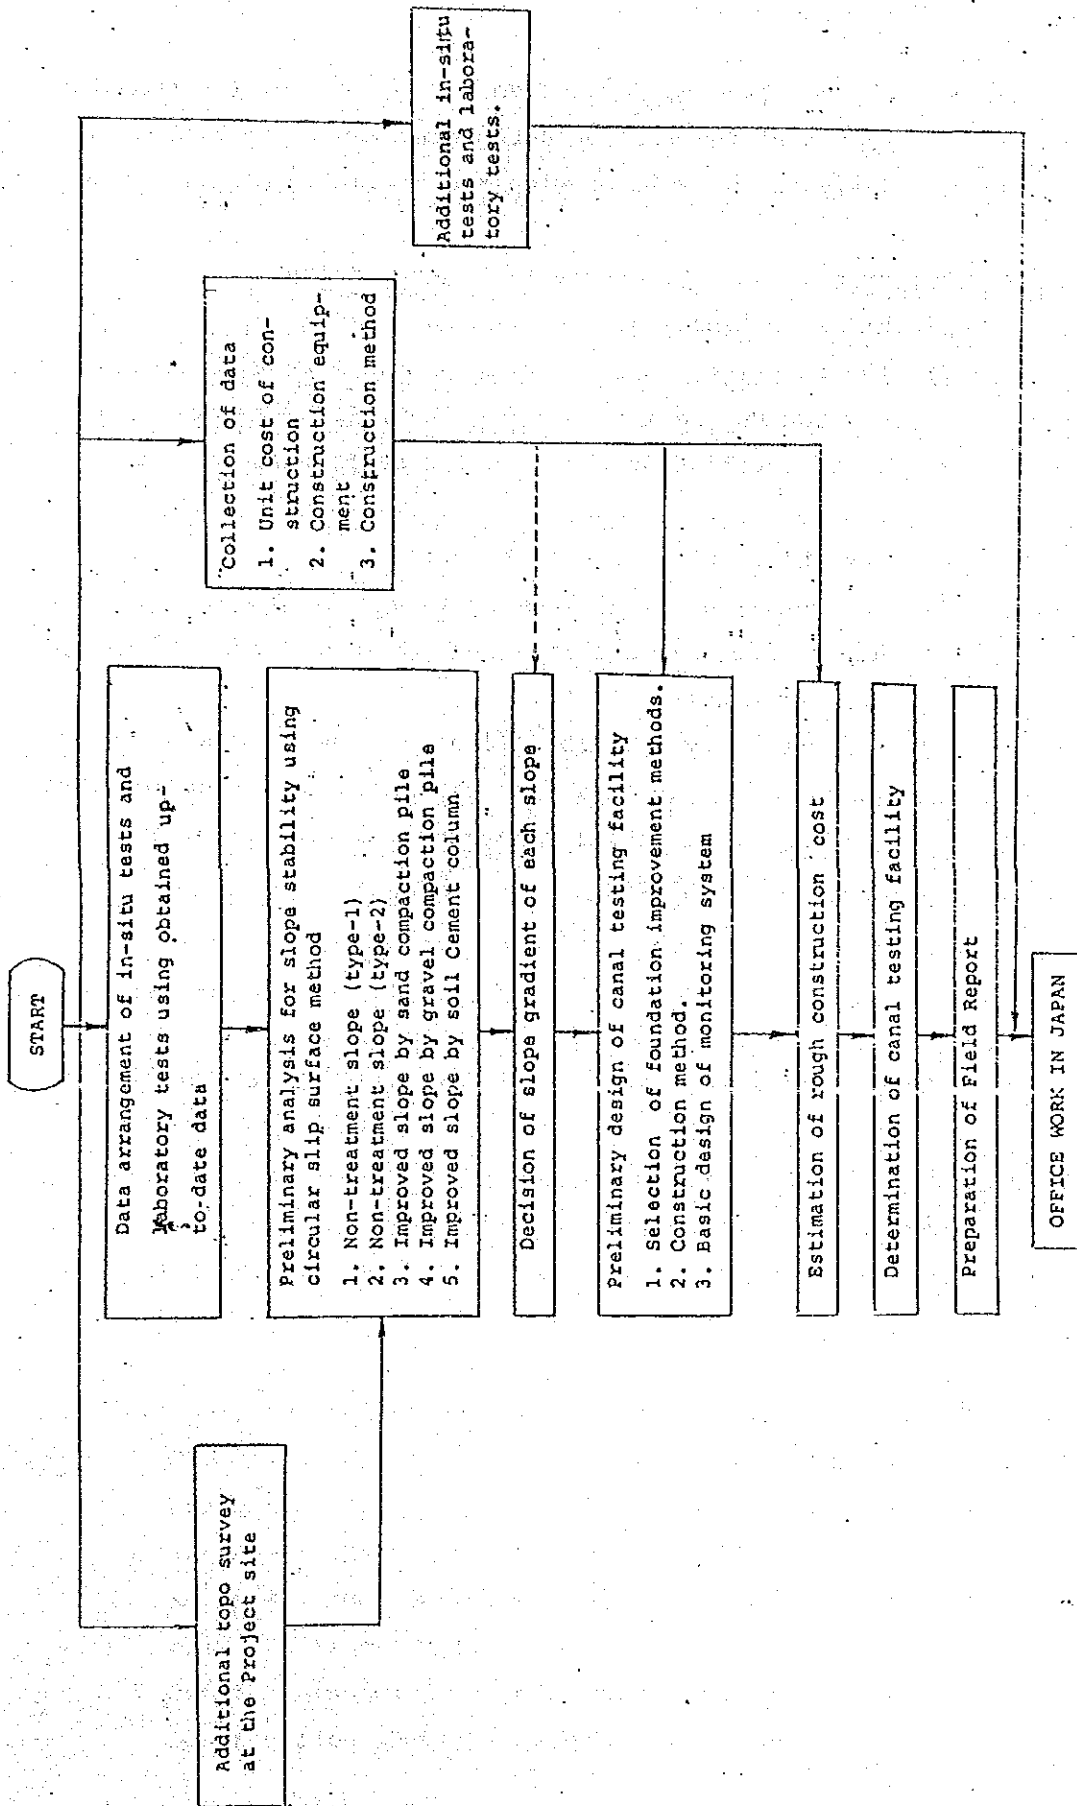 START
Data arrangement of in-situ tests and
laboratory tests using obtained up-
to-date data
Additional topo survey
at the Project site
Collection of data
1. Unit cost of con-
struction
2. Construction equip-
ment
3. Construction method
Additional in-situ
tests and labora-
tory tests.
Preliminary analysis for slope stability using
circular slip surface method
1. Non-treatment slope (type-1)
2. Non-treatment slope (type-2)
3. Improved slope by sand compaction pile
4. Improved slope by gravel compaction pile
5. Improved slope by soil cement column
Decision of slope gradient of each slope
Preliminary design of canal testing facility
1. Selection of foundation improvement methods.
2. Construction method.
3. Basic design of monitoring system
Estimation of rough construction cost
Determination of canal testing facility
Preparation of Field Report
OFFICE WORK IN JAPAN